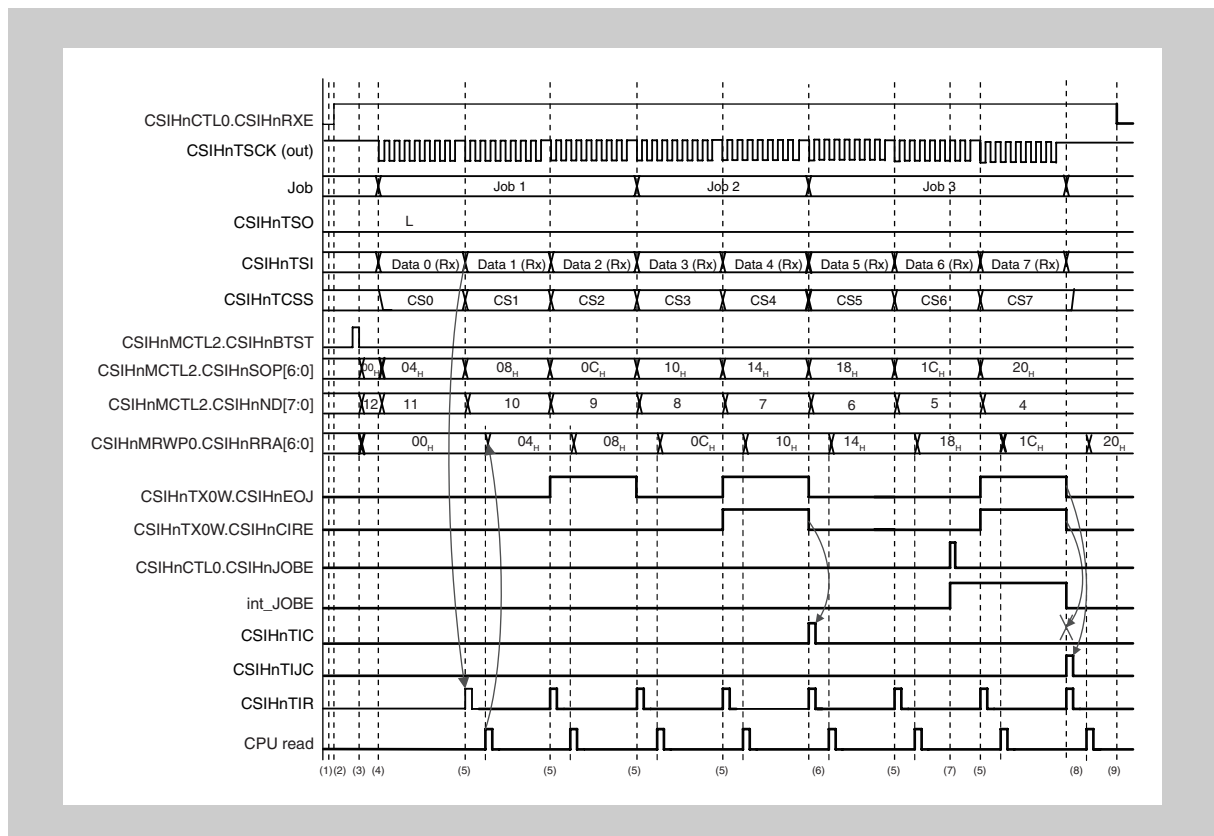 CSIHnCTL0.CSIHnRXE
CSIHnTSCK (out)
Job Job 1 Job 2 Job 3
CSIHnTSO L
CSIHnTSI Data 0 (Rx) Data 1 (Rx) Data 2 (Rx) Data 3 (Rx) Data 4 (Rx) Data 5 (Rx) Data 6 (Rx) Data 7 (Rx)
CSIHnTCSS CS0 CS1 CS2 CS3 CS4 CS5 CS6 CS7
CSIHnMCTL2.CSIHnBTST
CSIHnMCTL2.CSIHnSOP[6:0] 00H 04H 08H 0CH 10H 14H 18H 1CH 20H
CSIHnMCTL2.CSIHnND[7:0] 12 11 10 9 8 7 6 5 4
CSIHnMRWP0.CSIHnRRA[6:0] 00H 04H 08H 0CH 10H 14H 18H 1CH 20H
CSIHnTX0W.CSIHnEOJ
CSIHnTX0W.CSIHnCIRE
CSIHnCTL0.CSIHnJOBE
int_JOBE
CSIHnTIC
CSIHnTIJC
CSIHnTIR
CPU read
(1) (2) (3) (4) (5) (5) (5) (5) (6) (5) (7) (5) (8) (9)